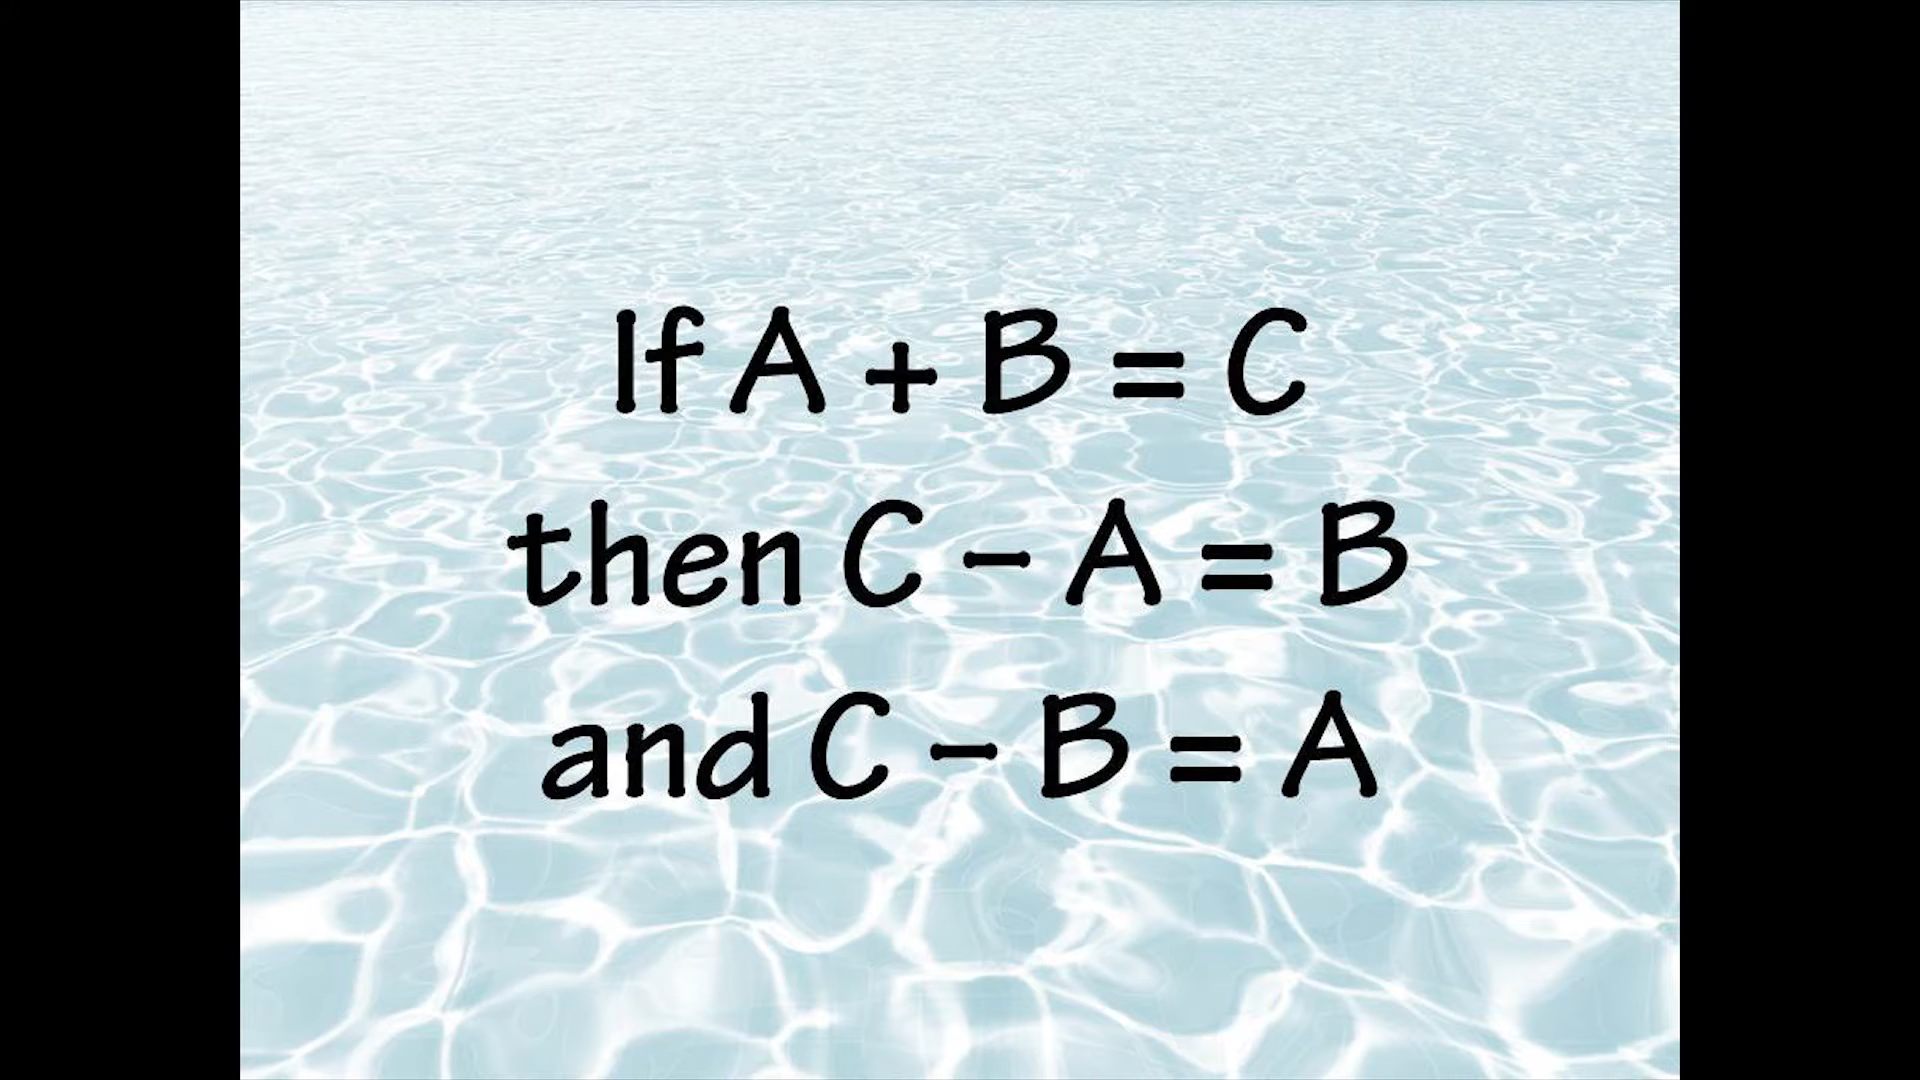 If A + B = C
then C – A = B
and C – B = A